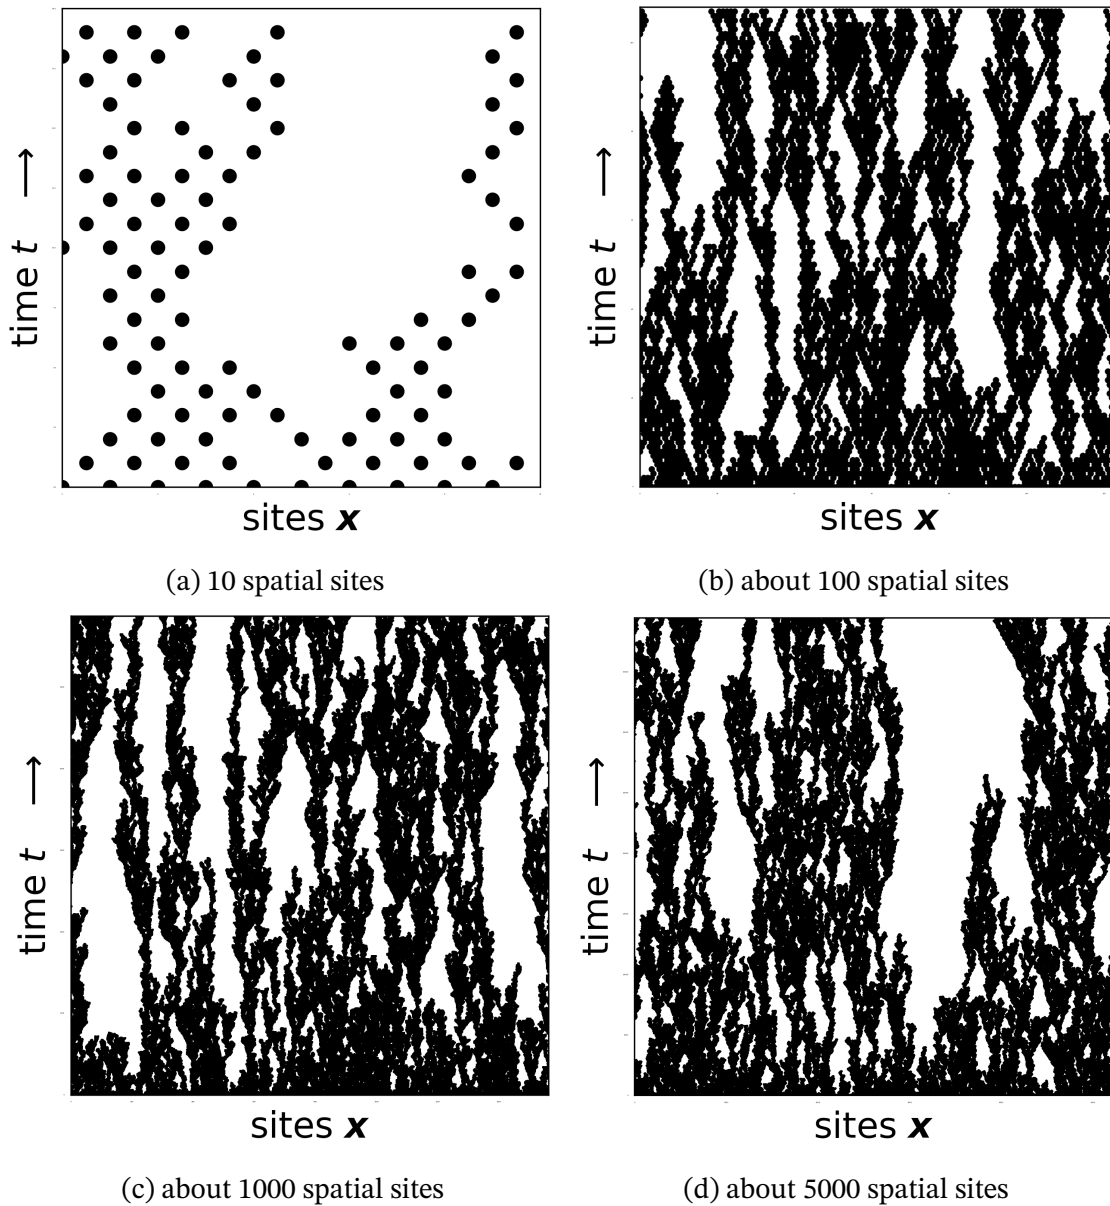 time t →
time t →
sites x
sites x
(a) 10 spatial sites
(b) about 100 spatial sites
time t →
time t →
sites x
sites x
(c) about 1000 spatial sites
(d) about 5000 spatial sites